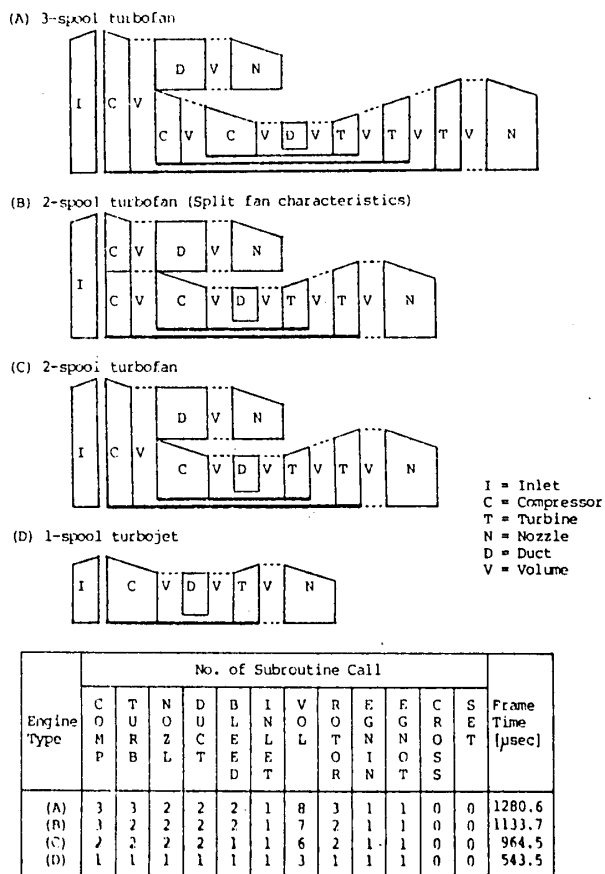 (A) 3-spool turbofan
D V N
I C V
C V C V D V T V T V T V N
(B) 2-spool turbofan (Split fan characteristics)
C V D V N
I
C V C V D V T V T V N
(C) 2-spool turbofan
D V N
I C V
C V D V T V T V N
I = Inlet
C = Compressor
T = Turbine
N = Nozzle
D = Duct
V = Volume
(D) 1-spool turbojet
I C V D V T V N
No. of Subroutine Call
Engine Type COMP TURB NOZL DUCT BLEED INLET VOL ROTOR EGNIN EGNOT CROSS SET Frame Time [μsec]
(A) 3 3 2 2 2 1 8 3 1 1 0 0 1280.6
(B) 3 2 2 2 2 1 7 2 1 1 0 0 1133.7
(C) 2 2 2 2 1 1 6 2 1 1 0 0 964.5
(D) 1 1 1 1 1 1 3 1 1 1 0 0 543.5